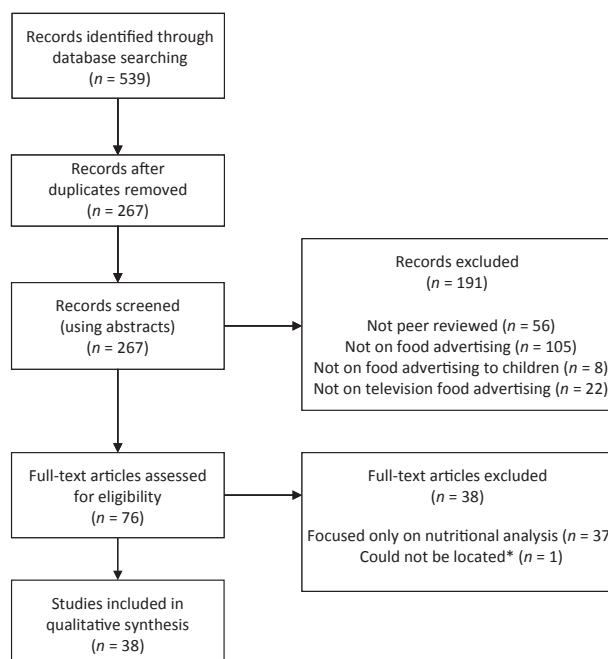 Records identified through
database searching
(n = 539)
Records after
duplicates removed
(n = 267)
Records screened
(using abstracts)
(n = 267)
Records excluded
(n = 191)
Not peer reviewed (n = 56)
Not on food advertising (n = 105)
Not on food advertising to children (n = 8)
Not on television food advertising (n = 22)
Full-text articles assessed
for eligibility
(n = 76)
Full-text articles excluded
(n = 38)
Focused only on nutritional analysis (n = 37
Could not be located* (n = 1)
Studies included in
qualitative synthesis
(n = 38)